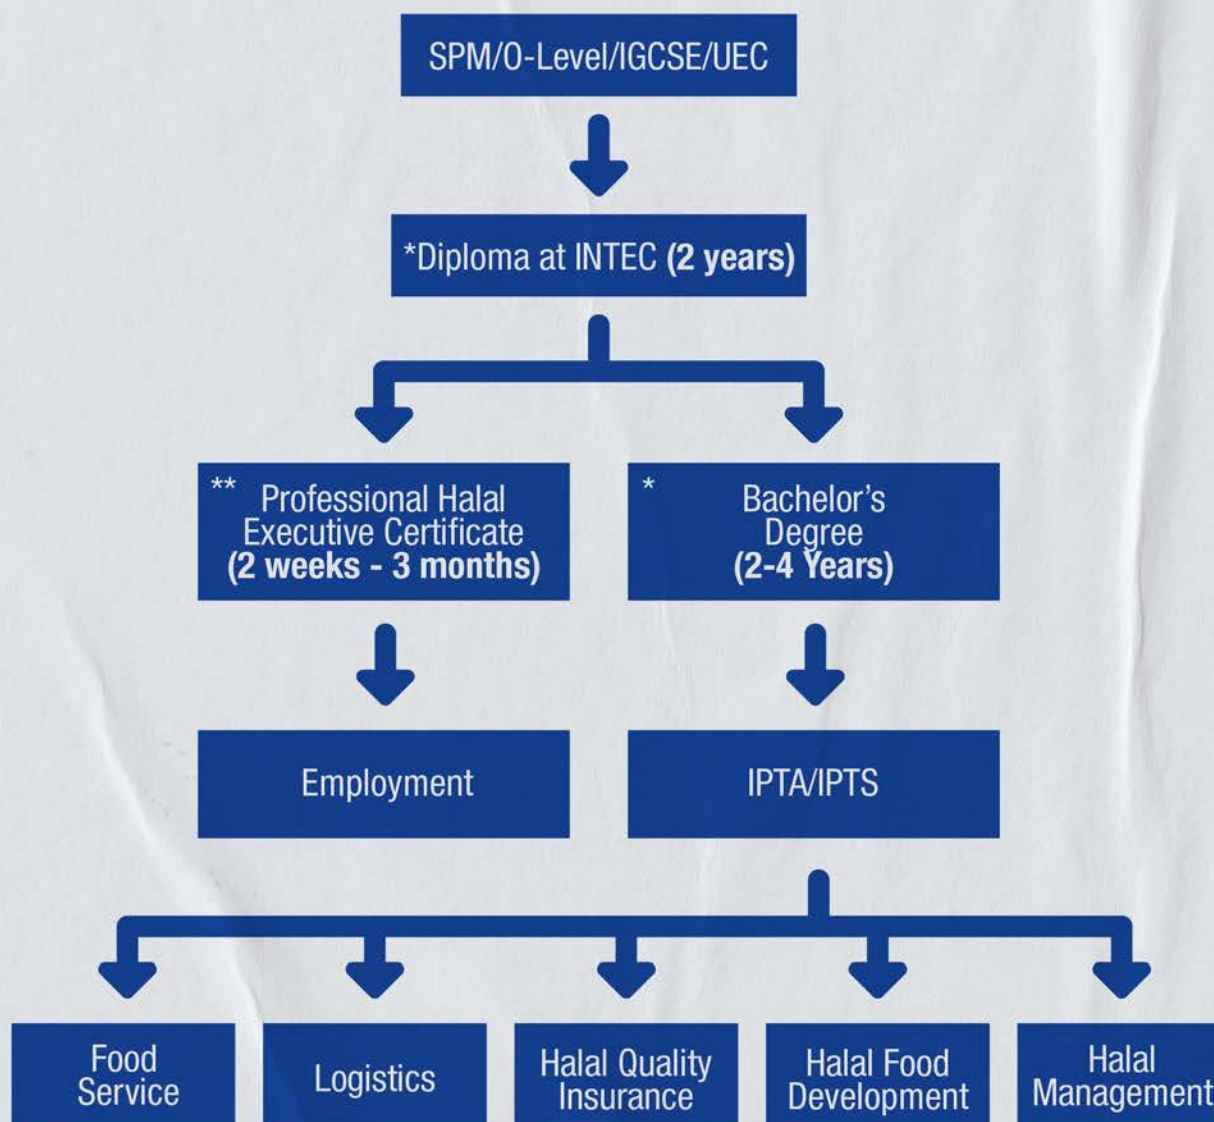 SPM/O-Level/IGCSE/UEC
*Diploma at INTEC (2 years)
** Professional Halal
Executive Certificate
(2 weeks - 3 months)
* Bachelor's
Degree
(2-4 Years)
Employment
IPTA/IPTS
Food
Service
Logistics
Halal Quality
Insurance
Halal Food
Development
Halal
Management